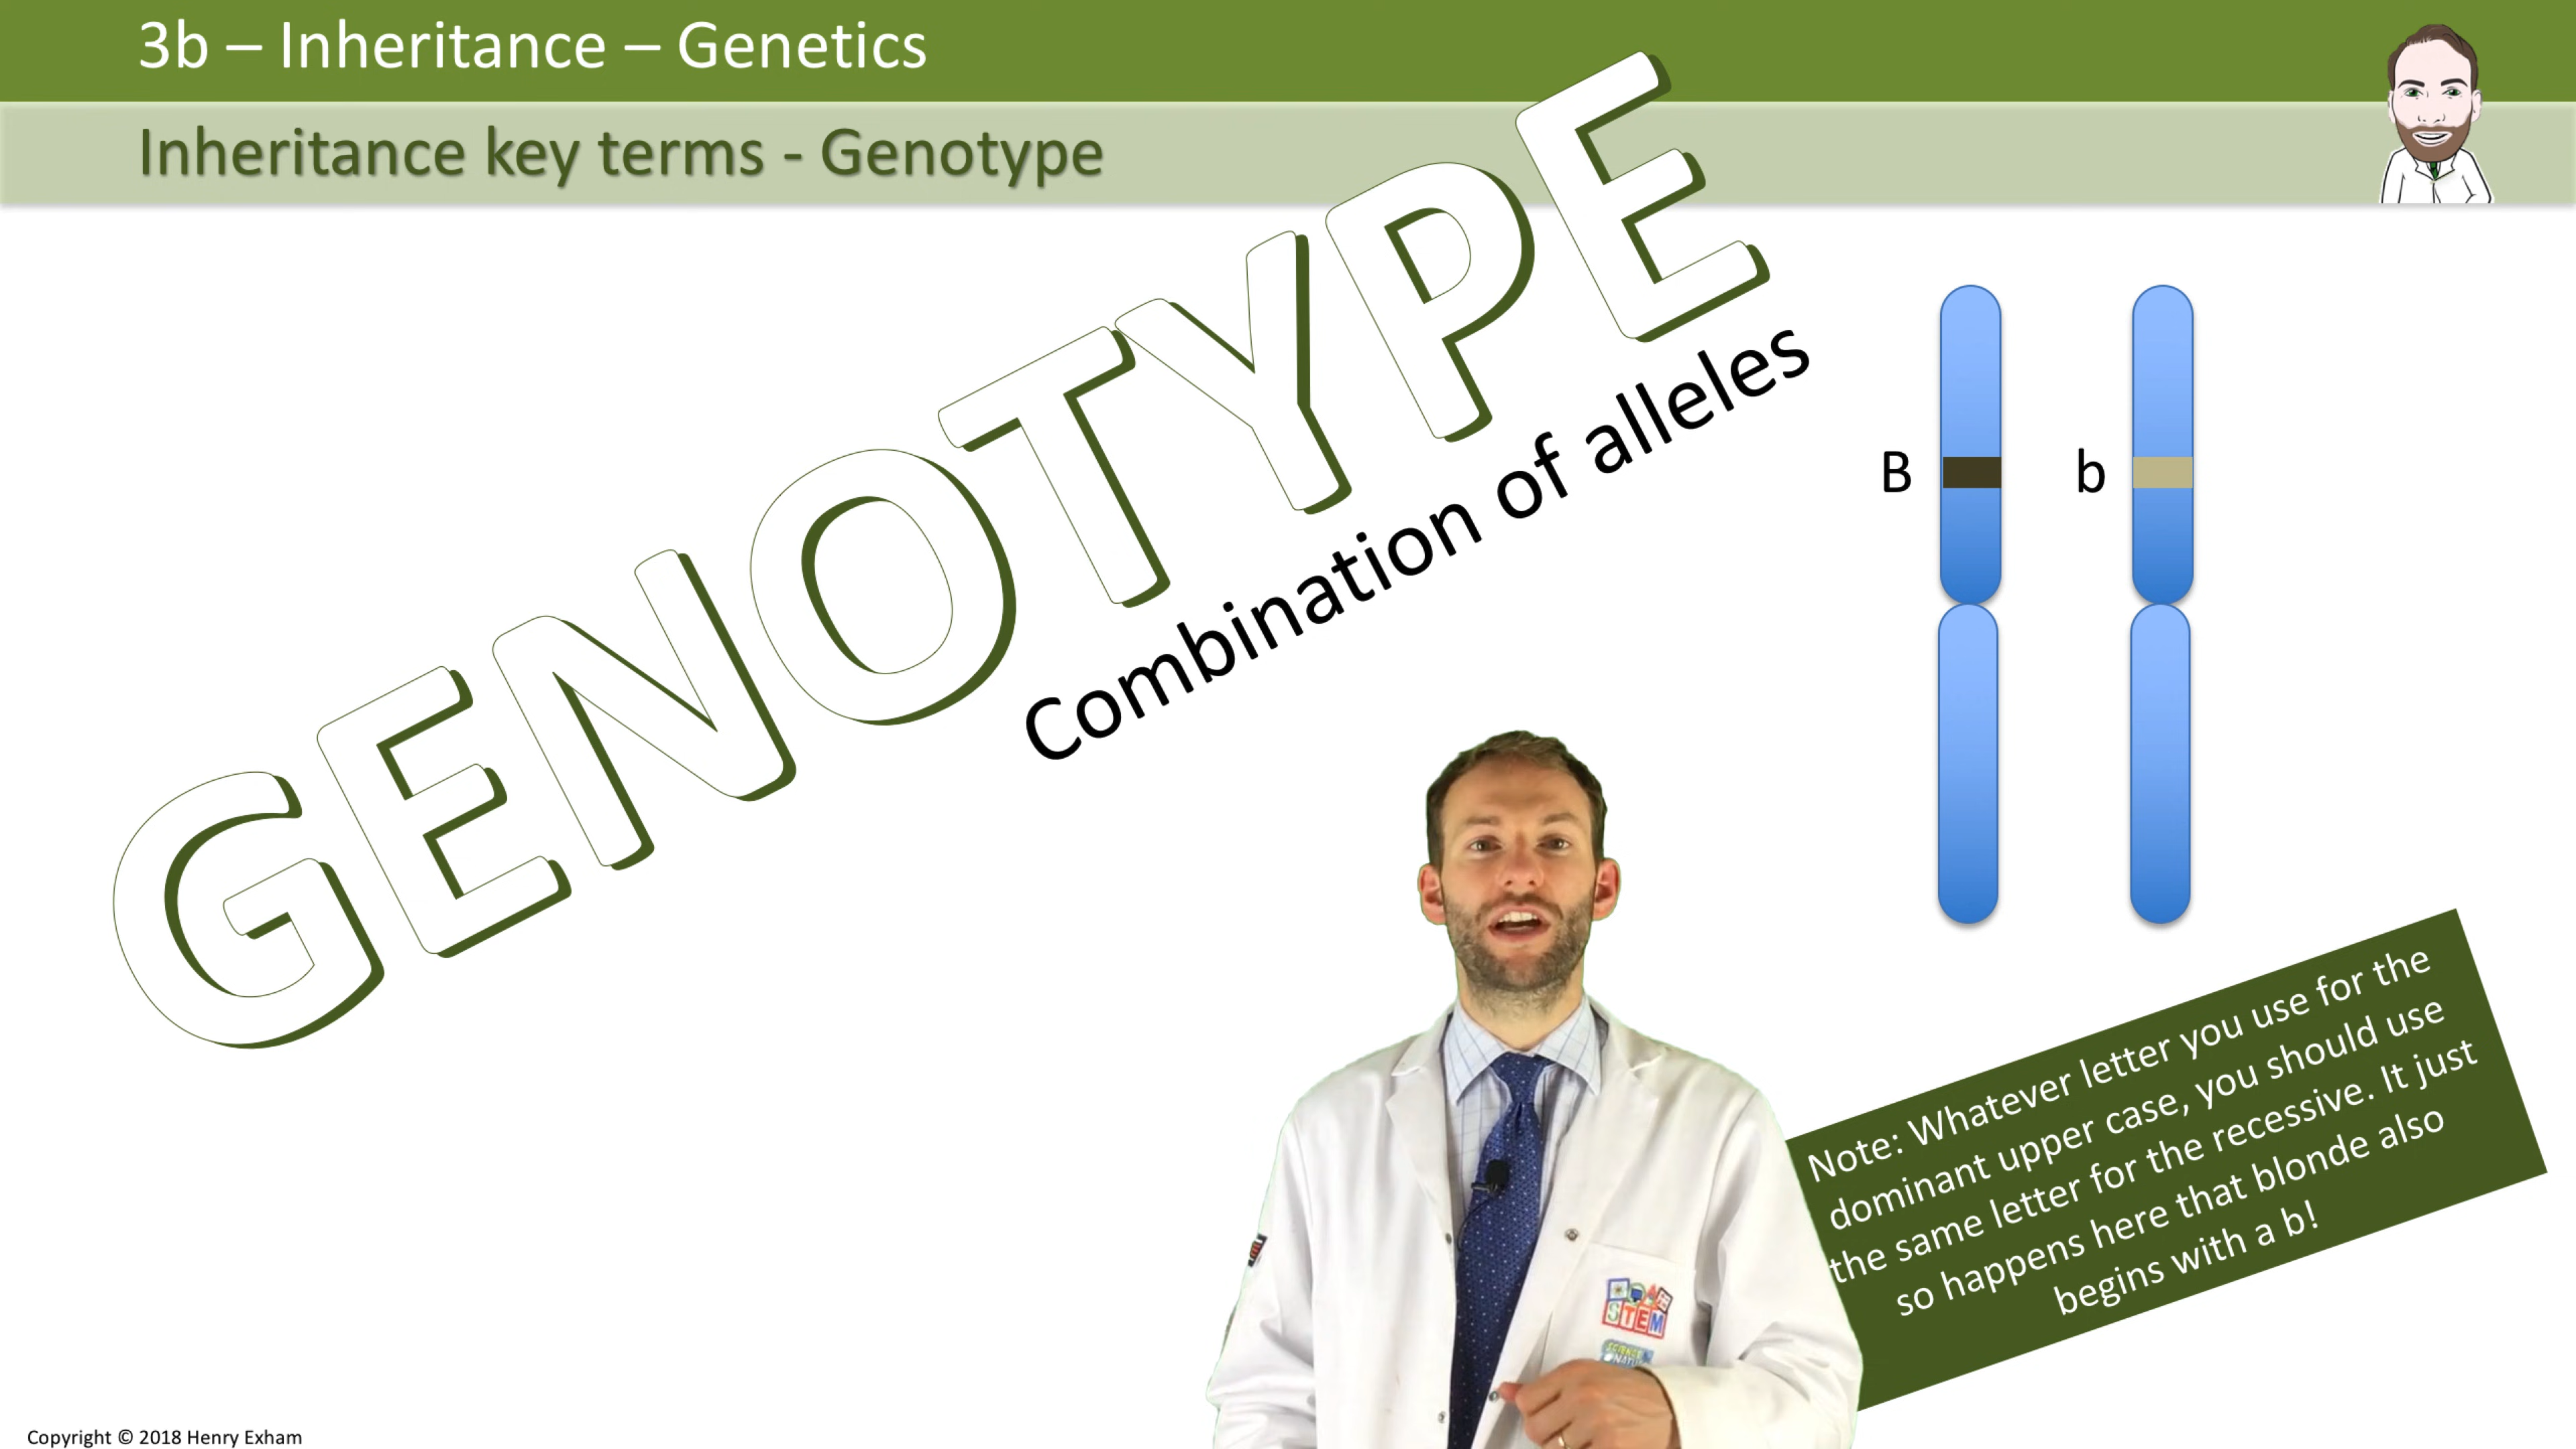 3b – Inheritance – Genetics
Inheritance key terms - Genotype
GENOTYPE
Combination of alleles
B
b
Note: Whatever letter you use for the
dominant upper case, you should use
the same letter for the recessive. It just
so happens here that blonde also
begins with a b!
STEM
SCIENCE
Copyright © 2018 Henry Exham